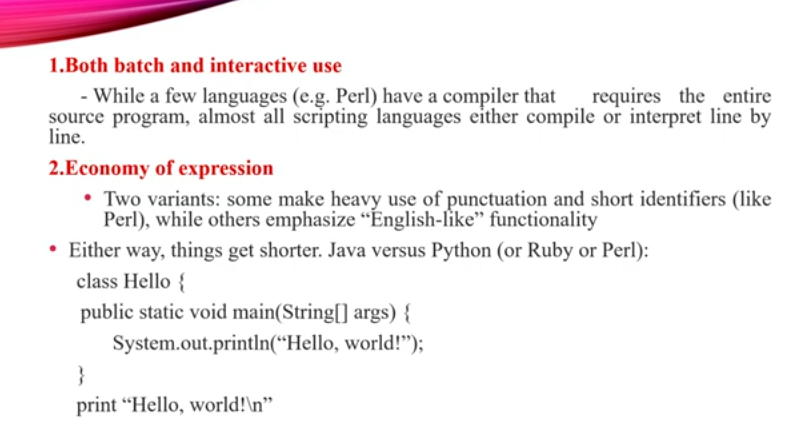 1.Both batch and interactive use
- While a few languages (e.g. Perl) have a compiler that requires the entire
source program, almost all scripting languages either compile or interpret line by
line.
2.Economy of expression
• Two variants: some make heavy use of punctuation and short identifiers (like
Perl), while others emphasize “English-like” functionality
• Either way, things get shorter. Java versus Python (or Ruby or Perl):
class Hello {
public static void main(String[] args) {
System.out.println(“Hello, world!”);
}
print “Hello, world!\n”